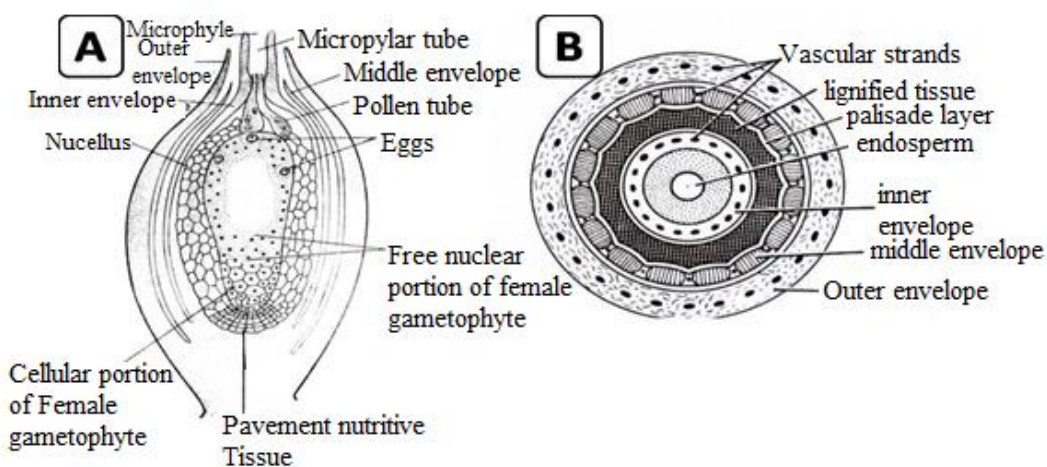 A
Microphyle
Outer
envelope
Inner envelope
Nucellus
Micropylar tube
Middle envelope
Pollen tube
Eggs
Free nuclear
portion of female
gametophyte
Cellular portion
of Female
gametophyte
Pavement nutritive
Tissue
B
Vascular strands
lignified tissue
palisade layer
endosperm
inner
envelope
middle envelope
Outer envelope